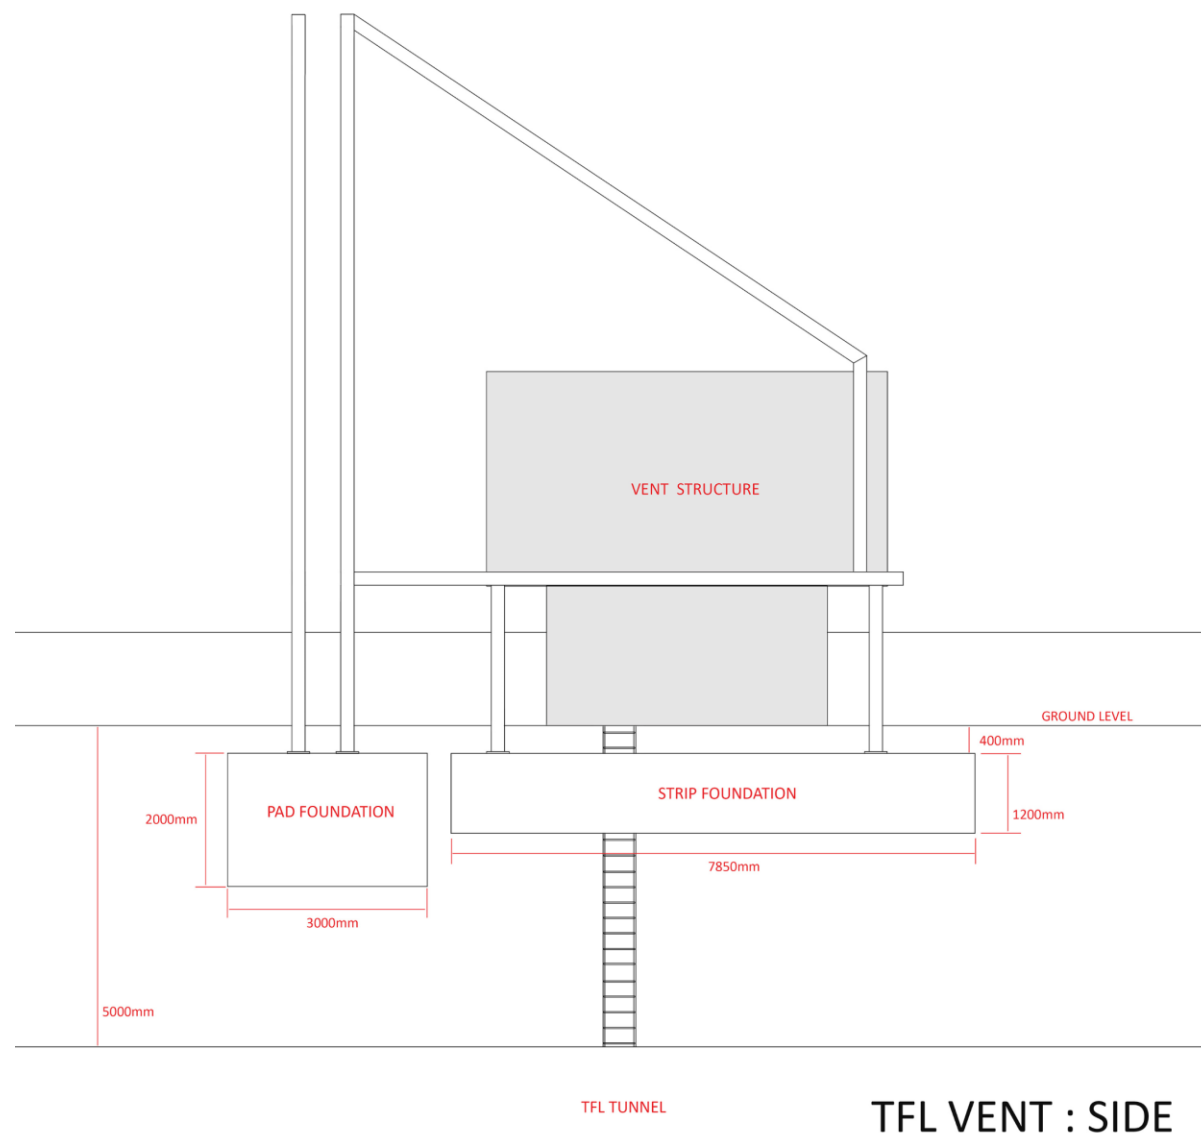 VENT STRUCTURE
GROUND LEVEL
400mm
PAD FOUNDATION
STRIP FOUNDATION
2000mm
1200mm
7850mm
3000mm
5000mm
TFL TUNNEL
TFL VENT : SIDE